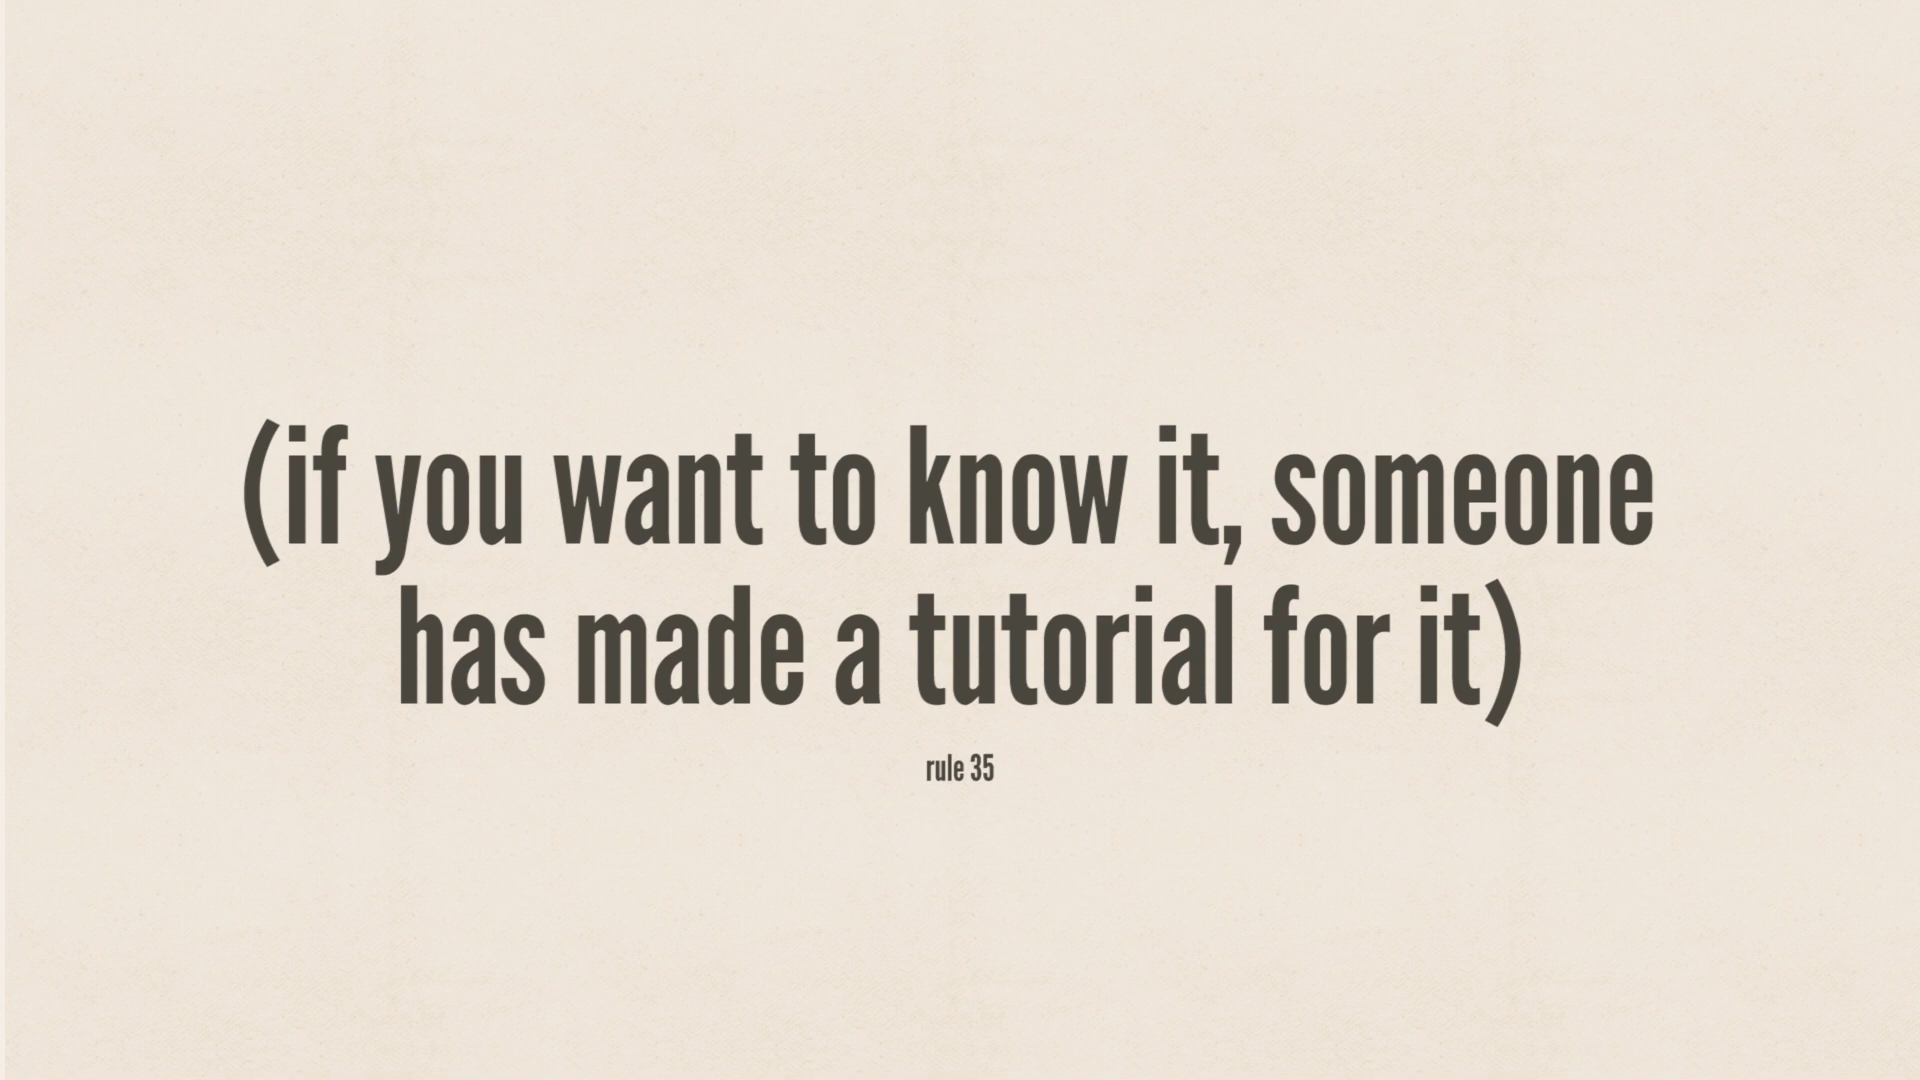 (if you want to know it, someone
has made a tutorial for it)
rule 35